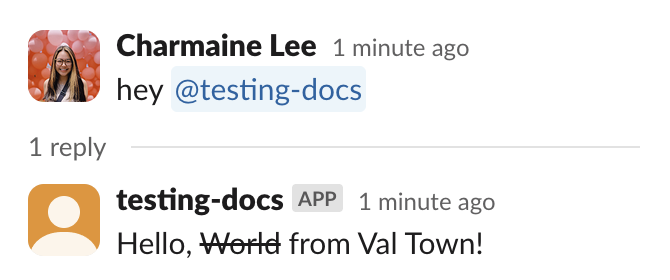 Charmaine Lee 1 minute ago
hey @testing-docs
1 reply
testing-docs APP 1 minute ago
Hello, World from Val Town!